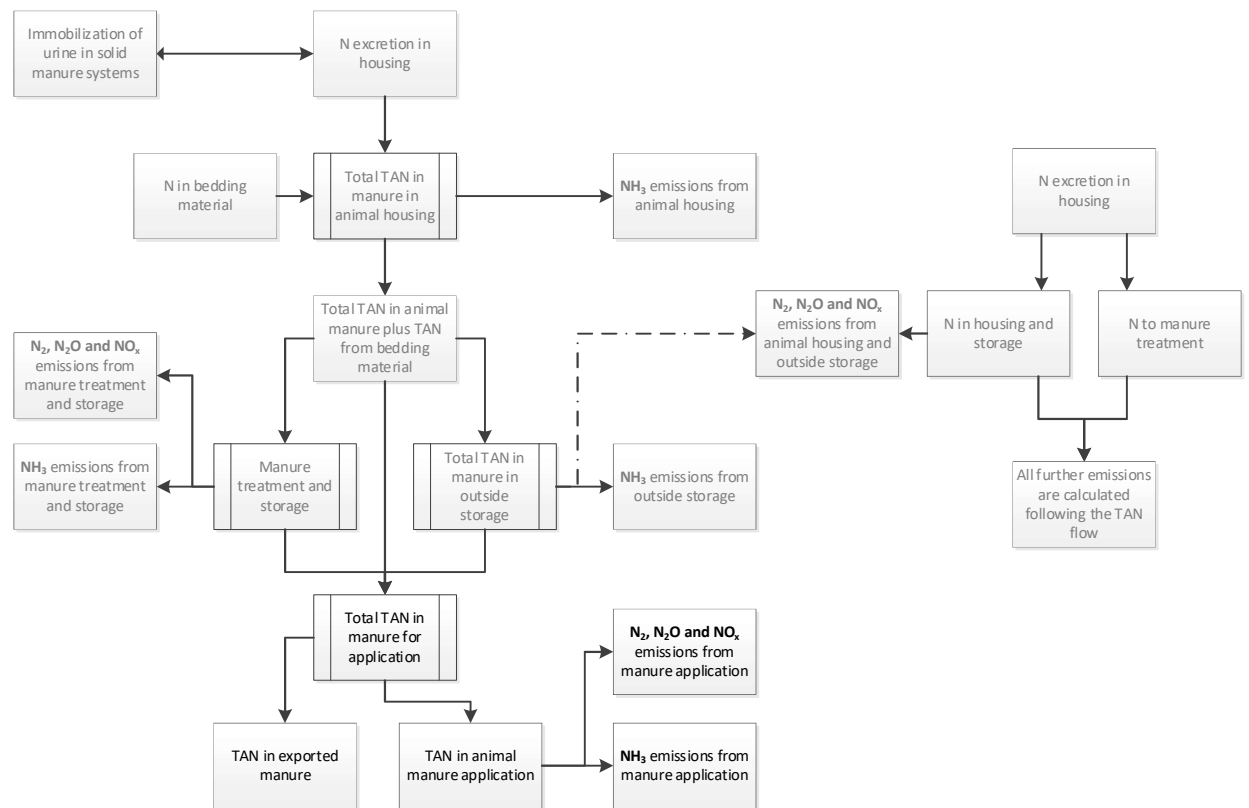 Immobilization of
urine in solid
manure systems
N excretion in
housing
N in bedding
material
Total TAN in
manure in
animal housing
NH₃ emissions from
animal housing
N excretion in
housing
Total TAN in animal
manure plus TAN
from bedding
material
N₂, N₂O and NOₓ
emissions from
animal housing and
outside storage
N in housing and
storage
N to manure
treatment
N₂, N₂O and NOₓ
emissions from
manure treatment
and storage
NH₃ emissions from
manure treatment
and storage
Manure
treatment and
storage
Total TAN in
manure in
outside
storage
NH₃ emissions from
outside storage
All further emissions
are calculated
following the TAN
flow
Total TAN in
manure for
application
N₂, N₂O and NOₓ
emissions from
manure application
TAN in exported
manure
TAN in animal
manure application
NH₃ emissions from
manure application